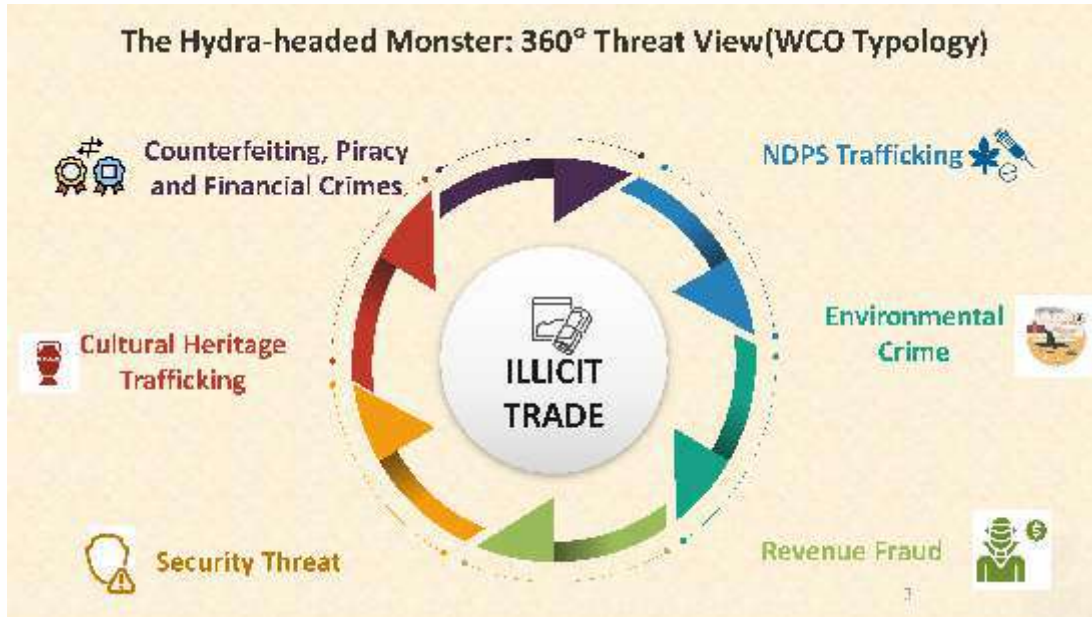 The Hydra-headed Monster: 360° Threat View(WCO Typology)
Counterfeiting, Piracy
and Financial Crimes
NDPS Trafficking
Environmental
Crime
Cultural Heritage
Trafficking
ILLICIT
TRADE
Security Threat
Revenue Fraud
3